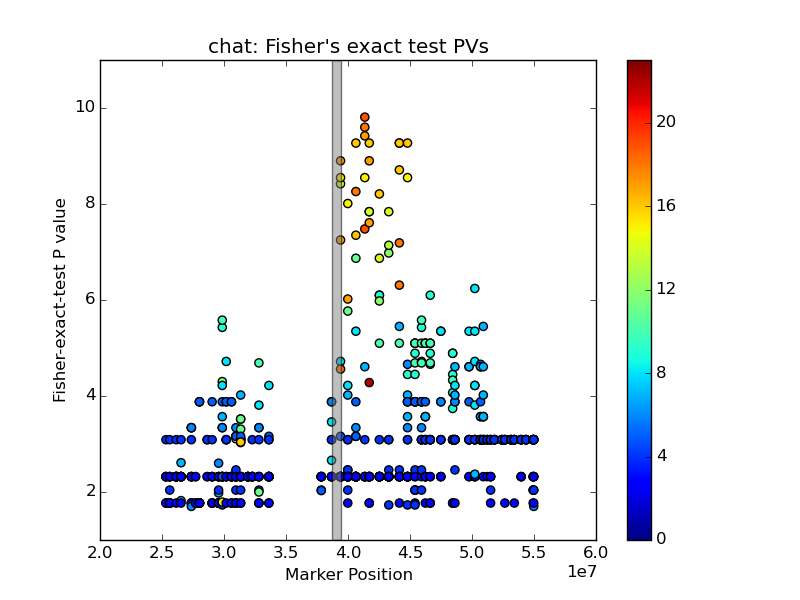 chat: Fisher's exact test PVs
Fisher-exact-test P value
10
8
6
4
2
2.0 2.5 3.0 3.5 4.0 4.5 5.0 5.5 6.0
1e7
Marker Position
20
16
12
8
4
0